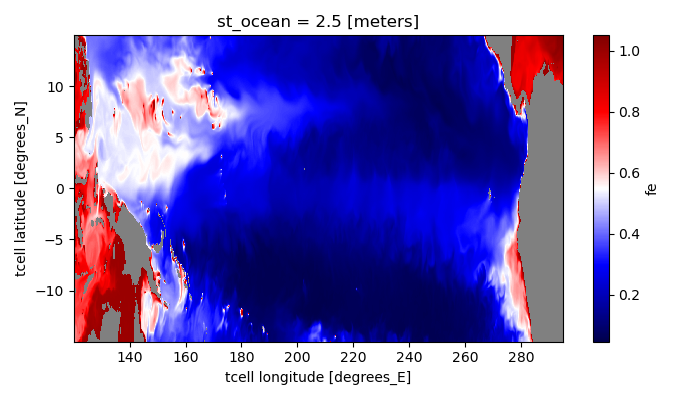 st_ocean = 2.5 [meters]
10
5
0
−5
−10
tcell latitude [degrees_N]
140 160 180 200 220 240 260 280
tcell longitude [degrees_E]
1.0
0.8
0.6
0.4
0.2
fe